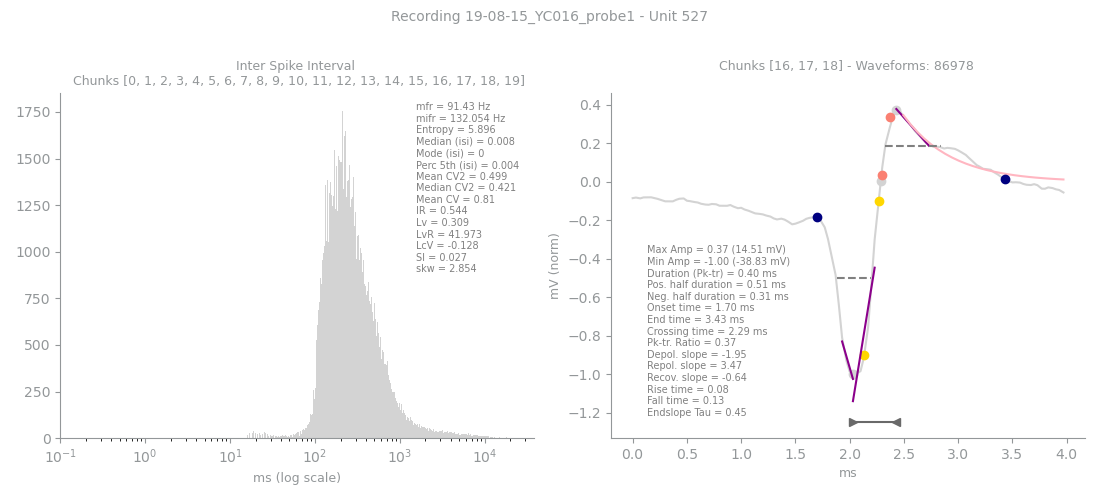 Recording 19-08-15_YC016_probe1 - Unit 527
Inter Spike Interval
Chunks [0, 1, 2, 3, 4, 5, 6, 7, 8, 9, 10, 11, 12, 13, 14, 15, 16, 17, 18, 19]
1750
1500
1250
1000
750
500
250
0
mfr = 91.43 Hz
mifr = 132.054 Hz
Entropy = 5.896
Median (isi) = 0.008
Mode (isi) = 0
Perc 5th (isi) = 0.004
Mean CV2 = 0.499
Median CV2 = 0.421
Mean CV = 0.81
IR = 0.544
Lv = 0.309
LvR = 41.973
LcV = -0.128
SI = 0.027
skw = 2.854
10⁻¹ 10⁰ 10¹ 10² 10³ 10⁴
ms (log scale)
Chunks [16, 17, 18] - Waveforms: 86978
mV (norm)
0.4
0.2
0.0
−0.2
−0.4
−0.6
−0.8
−1.0
−1.2
Max Amp = 0.37 (14.51 mV)
Min Amp = -1.00 (-38.83 mV)
Duration (Pk-tr) = 0.40 ms
Pos. half duration = 0.51 ms
Neg. half duration = 0.31 ms
Onset time = 1.70 ms
End time = 3.43 ms
Crossing time = 2.29 ms
Pk-tr. Ratio = 0.37
Depol. slope = -1.95
Repol. slope = 3.47
Recov. slope = -0.64
Rise time = 0.08
Fall time = 0.13
Endslope Tau = 0.45
0.0 0.5 1.0 1.5 2.0 2.5 3.0 3.5 4.0
ms